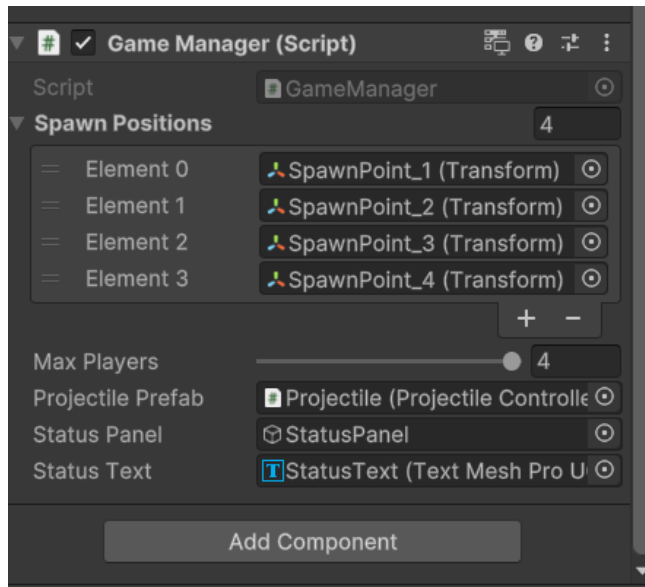 Game Manager (Script)
Script GameManager
Spawn Positions 4
Element 0 SpawnPoint_1 (Transform)
Element 1 SpawnPoint_2 (Transform)
Element 2 SpawnPoint_3 (Transform)
Element 3 SpawnPoint_4 (Transform)
Max Players 4
Projectile Prefab Projectile (Projectile Controlle
Status Panel StatusPanel
Status Text StatusText (Text Mesh Pro U
Add Component